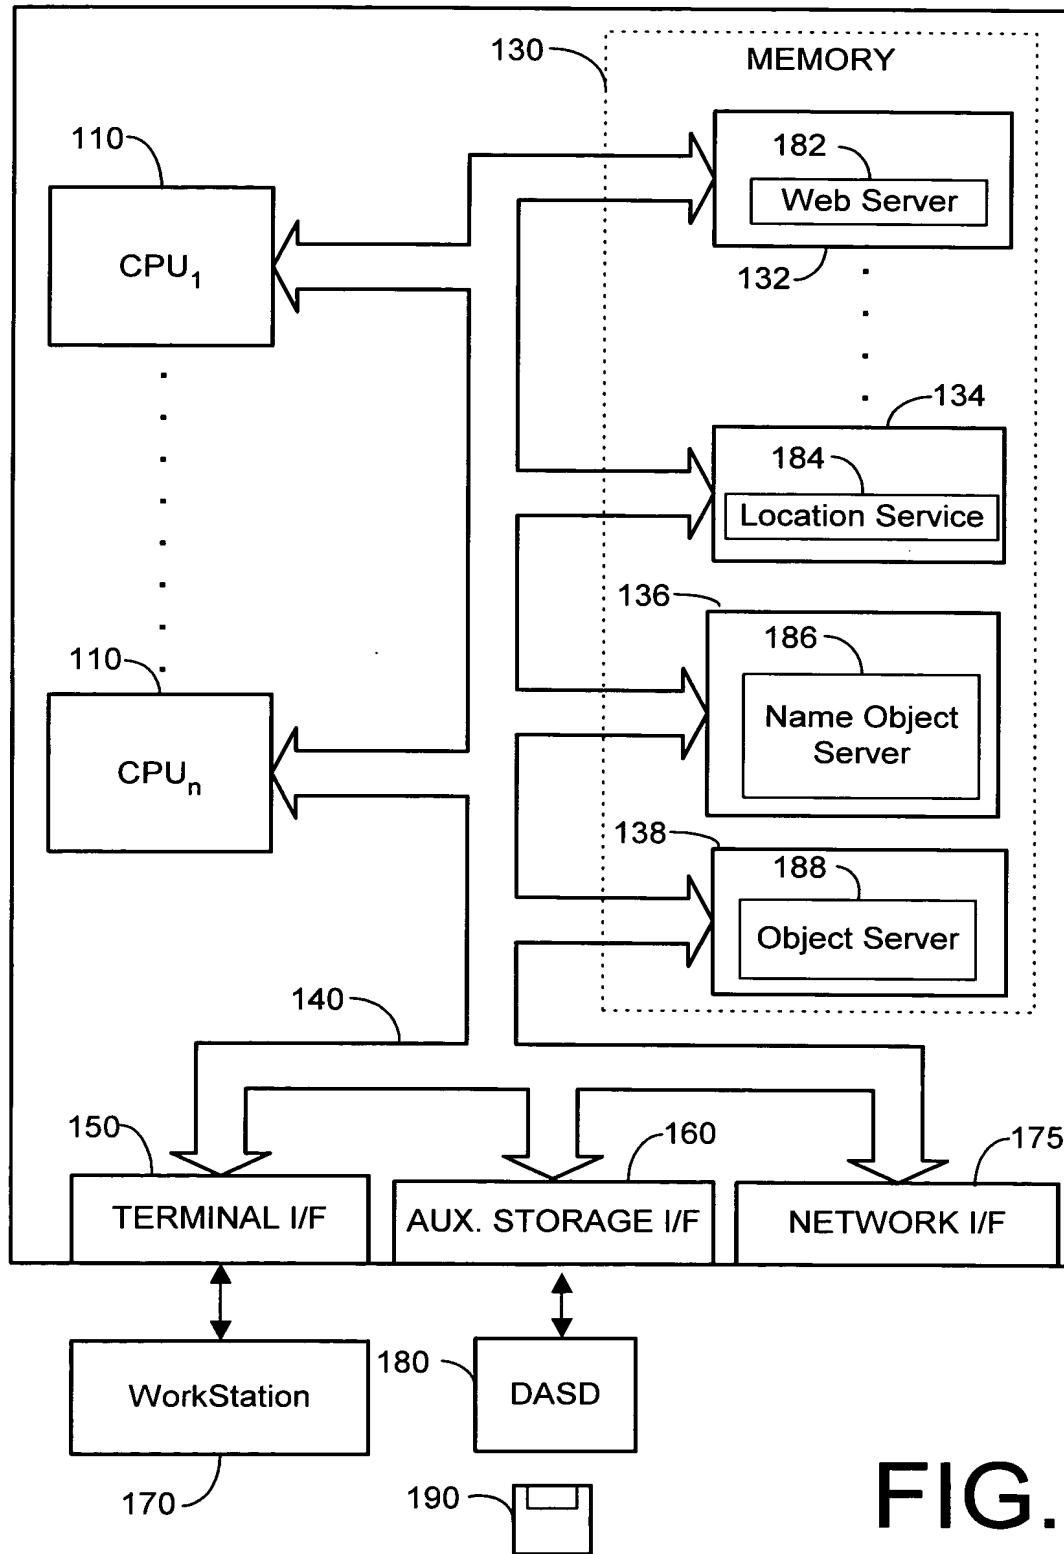 130
MEMORY
110
182
Web Server
CPU1
132
134
184
Location Service
136
186
110
Name Object
Server
CPUn
138
188
Object Server
140
150
160
175
TERMINAL I/F
AUX. STORAGE I/F
NETWORK I/F
180
WorkStation
DASD
170
190
FIG.